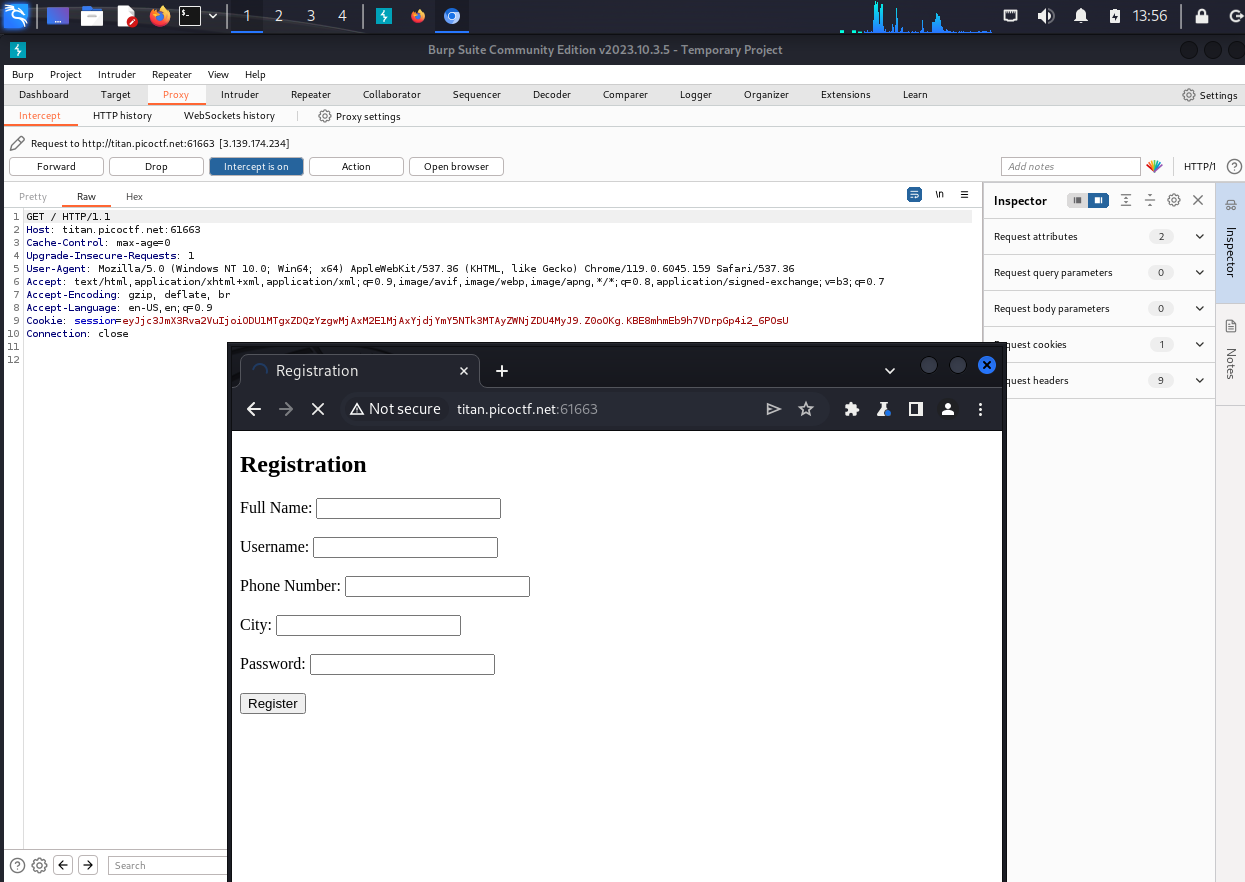 1 2 3 4 13:56
Burp Suite Community Edition v2023.10.3.5 - Temporary Project
Burp Project Intruder Repeater View Help
Dashboard Target Proxy Intruder Repeater Collaborator Sequencer Decoder Comparer Logger Organizer Extensions Learn Settings
Intercept HTTP history WebSockets history Proxy settings
Request to http://titan.picoctf.net:61663 [3.139.174.234]
Forward Drop Intercept is on Action Open browser Add notes HTTP/1
Pretty Raw Hex \n
1 GET / HTTP/1.1
2 Host: titan.picoctf.net:61663
3 Cache-Control: max-age=0
4 Upgrade-Insecure-Requests: 1
5 User-Agent: Mozilla/5.0 (Windows NT 10.0; Win64; x64) AppleWebKit/537.36 (KHTML, like Gecko) Chrome/119.0.6045.159 Safari/537.36
6 Accept: text/html,application/xhtml+xml,application/xml;q=0.9,image/avif,image/webp,image/apng,*/*;q=0.8,application/signed-exchange;v=b3;q=0.7
7 Accept-Encoding: gzip, deflate, br
8 Accept-Language: en-US,en;q=0.9
9 Cookie: session=
10 Connection: close
11
12
Inspector
Request attributes 2
Request query parameters 0
Request body parameters 0
quest cookies 1
quest headers 9
Inspector
Notes
Registration
Not secure titan.picoctf.net:61663
Registration
Full Name:
Username:
Phone Number:
City:
Password:
Register
Search